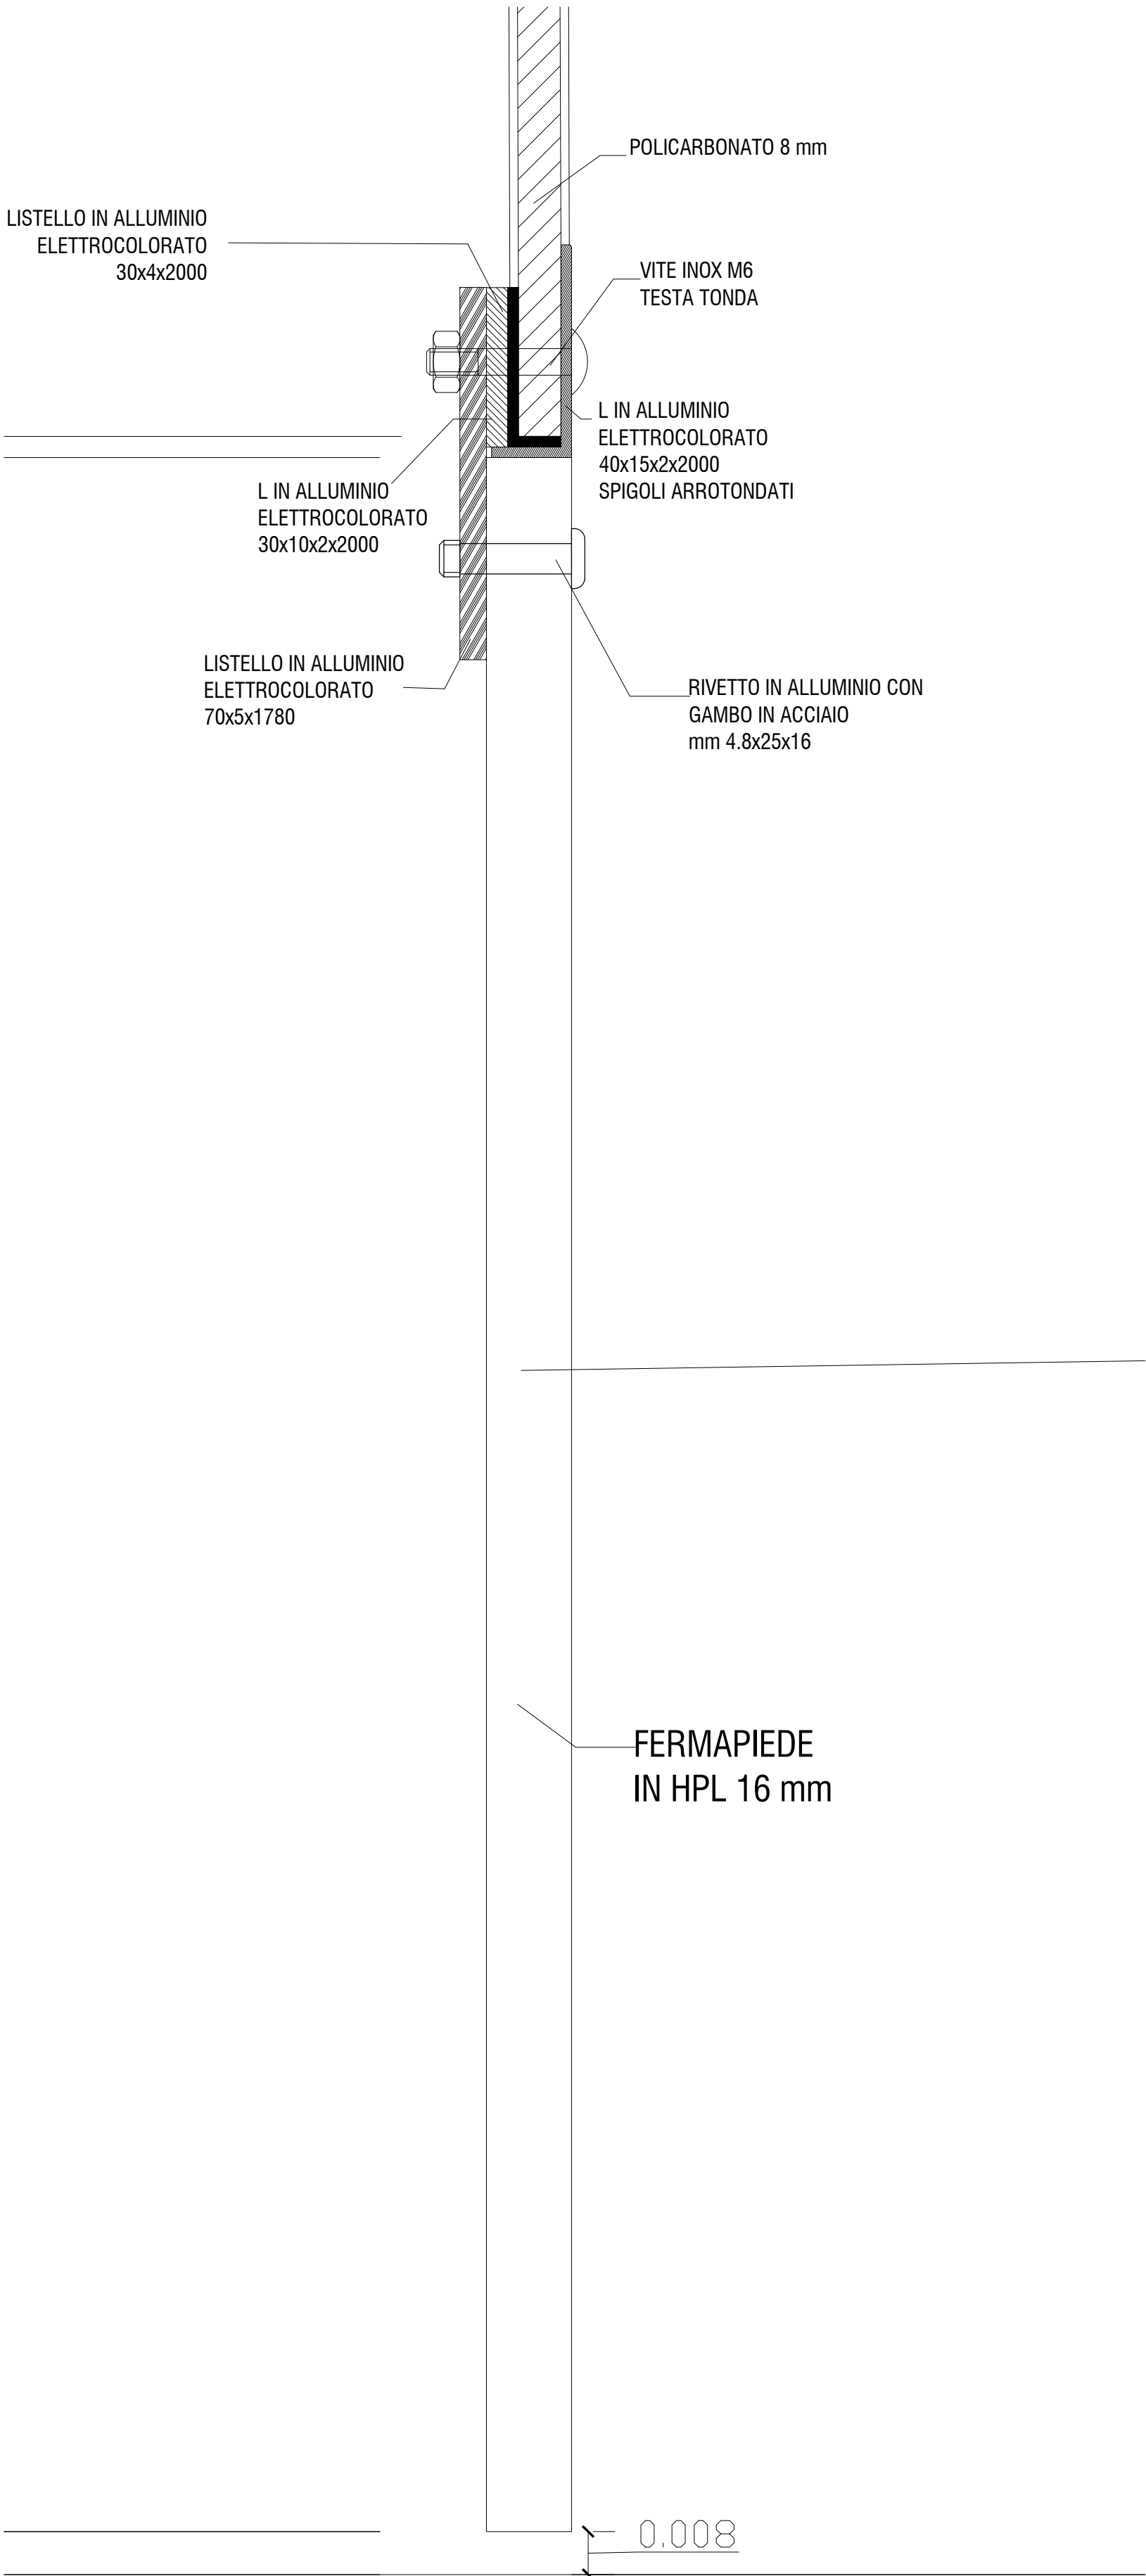 POLICARBONATO 8 mm
LISTELLO IN ALLUMINIO
ELETTROCOLORATO
30x4x2000
VITE INOX M6
TESTA TONDA
L IN ALLUMINIO
ELETTROCOLORATO
40x15x2x2000
SPIGOLI ARROTONDATI
L IN ALLUMINIO
ELETTROCOLORATO
30x10x2x2000
LISTELLO IN ALLUMINIO
ELETTROCOLORATO
70x5x1780
RIVETTO IN ALLUMINIO CON
GAMBO IN ACCIAIO
mm 4.8x25x16
FERMAPIEDE
IN HPL 16 mm
0.008